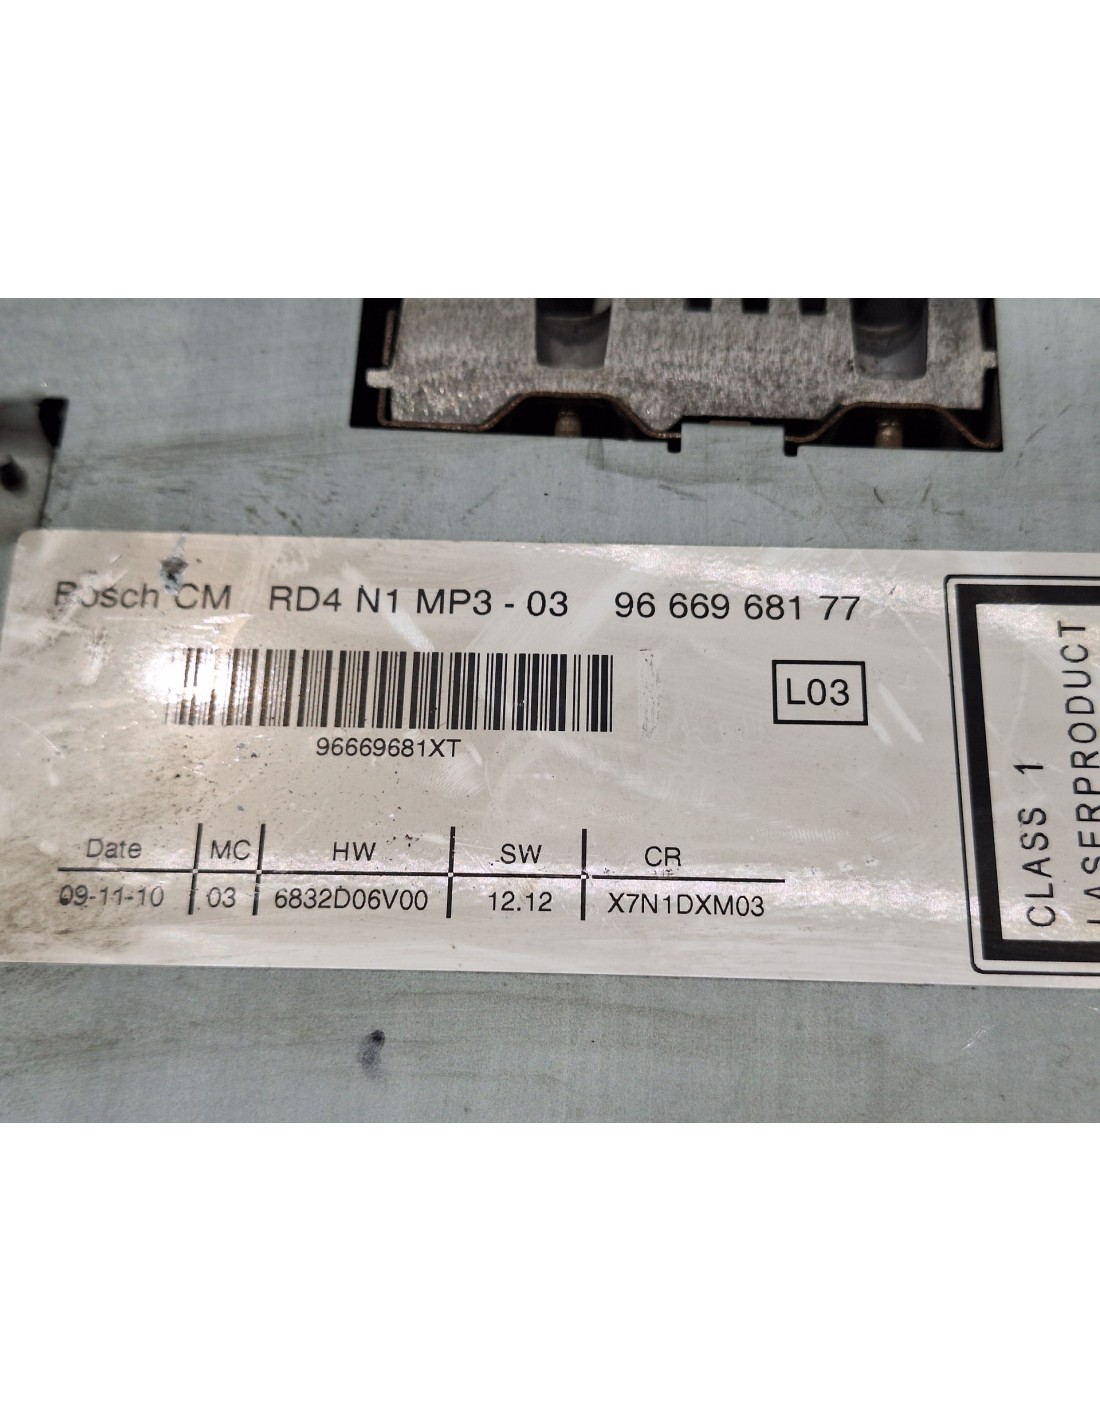 Bosch CM RD4 N1 MP3 - 03 96 669 681 77
L03
96669681XT
Date MC HW SW CR
09-11-10 03 6832D06V00 12.12 X7N1DXM03
CLASS 1
LASERPRODUCT